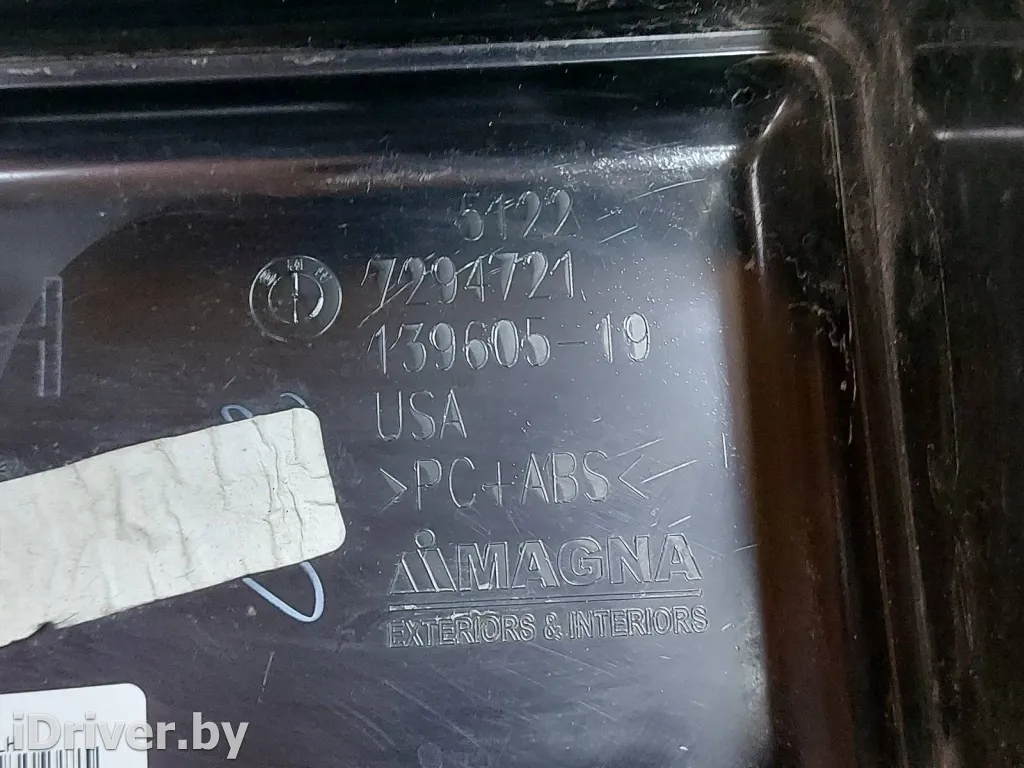 5122
7294721
139605-19
USA
>PC+ABS<
MAGNA
EXTERIORS & INTERIORS
iDriver.by